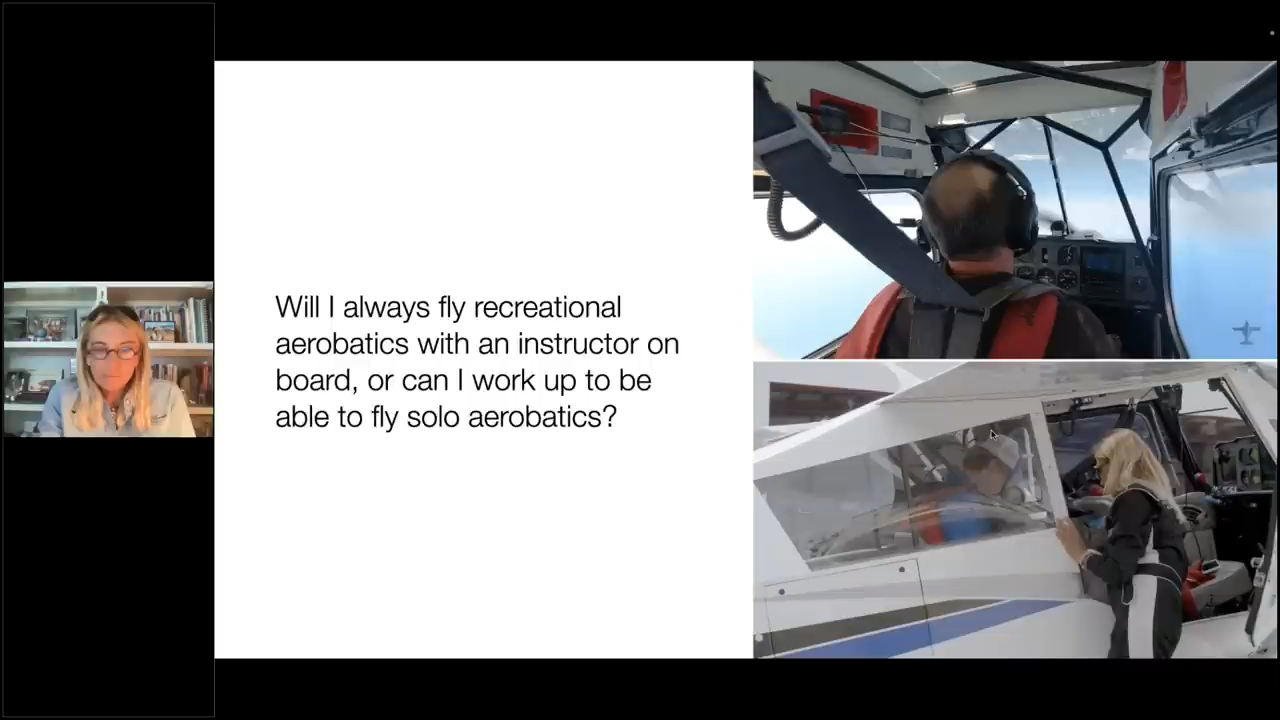 Will I always fly recreational
aerobatics with an instructor on
board, or can I work up to be
able to fly solo aerobatics?